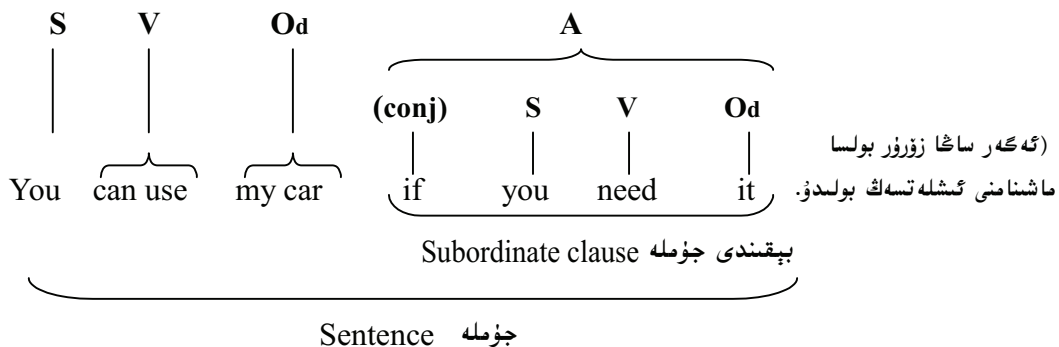 S V Od A
(conj) S V Od
(ئەگەر ساڭا زۆرۈر بولسا
You can use my car if you need it ماشىنامنى ئىشلەتسەڭ بولىدۇ.
Subordinate clause بېقىندى جۈملە
Sentence جۈملە